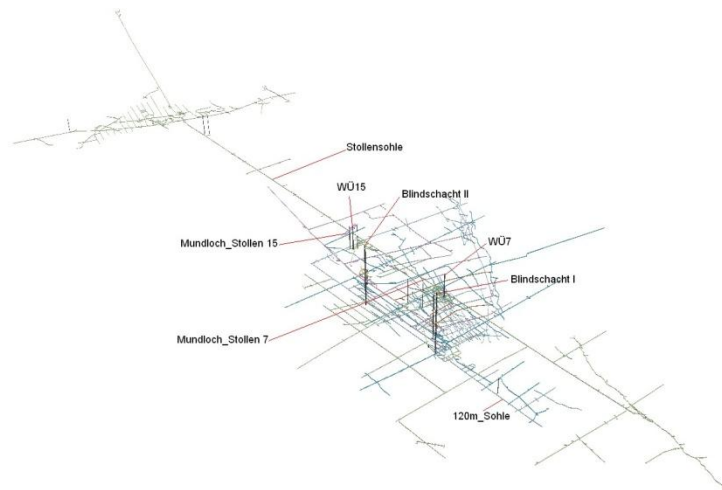 Stollensohle
WÜ15
Blindschacht II
Mundloch_Stollen 15
WÜ7
Blindschacht I
Mundloch_Stollen 7
120m_Sohle